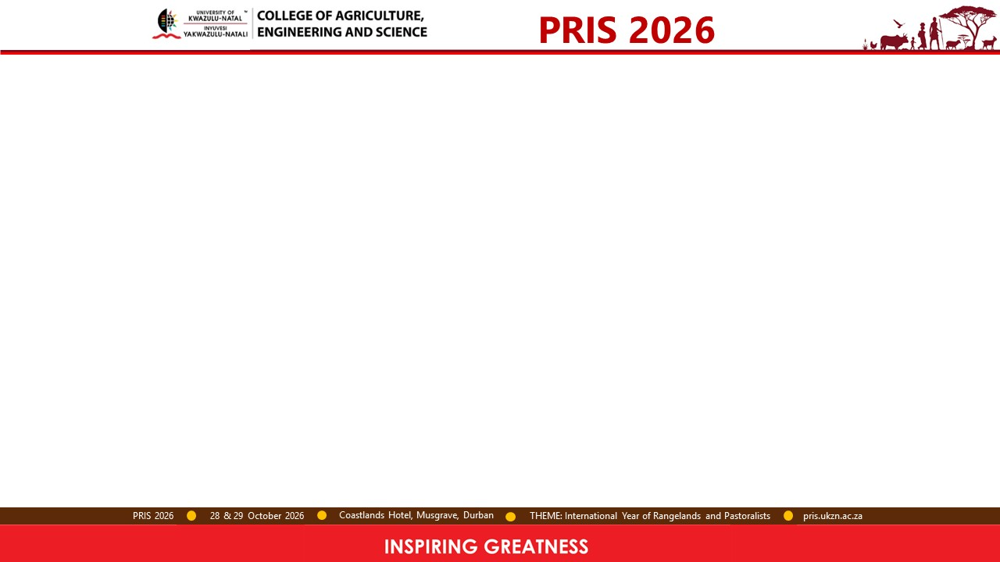 UNIVERSITY OF
KWAZULU-NATAL
INYUVESI
YAKWAZULU-NATALI
COLLEGE OF AGRICULTURE,
ENGINEERING AND SCIENCE
PRIS 2026
PRIS 2026
28 & 29 October 2026
Coastlands Hotel, Musgrave, Durban
THEME: International Year of Rangelands and Pastoralists
pris.ukzn.ac.za
INSPIRING GREATNESS